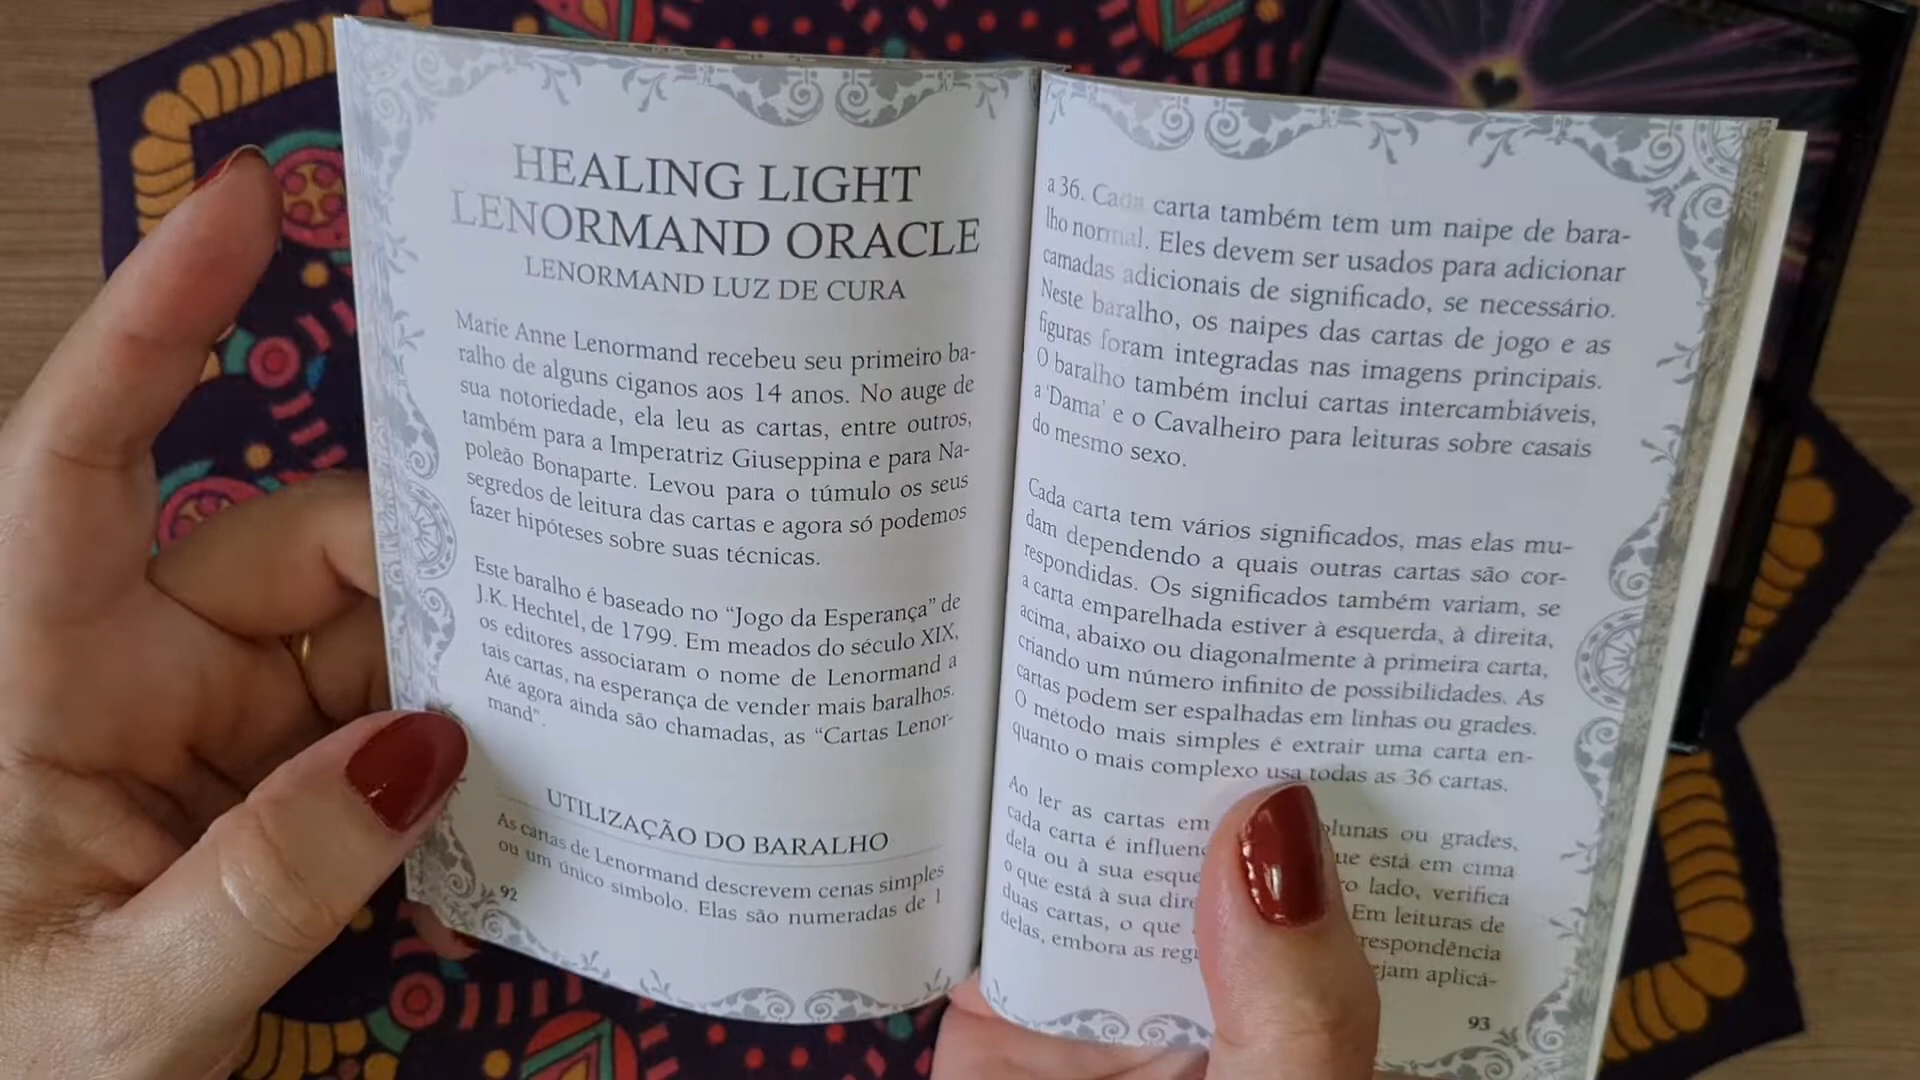 HEALING LIGHT
LENORMAND ORACLE
LENORMAND LUZ DE CURA
Marie Anne Lenormand recebeu seu primeiro ba-
ralho de alguns ciganos aos 14 anos. No auge de
sua notoriedade, ela leu as cartas, entre outros,
também para a Imperatriz Giuseppina e para Na-
poleão Bonaparte. Levou para o túmulo os seus
segredos de leitura das cartas e agora só podemos
fazer hipóteses sobre suas técnicas.
Este baralho é baseado no “Jogo da Esperança” de
J.K. Hechtel, de 1799. Em meados do século XIX,
os editores associaram o nome de Lenormand a
tais cartas, na esperança de vender mais baralhos.
Até agora ainda são chamadas, as “Cartas Lenor-
mand”.
UTILIZAÇÃO DO BARALHO
As cartas de Lenormand descrevem cenas simples
ou um único símbolo. Elas são numeradas de 1
92
a 36. Cada carta também tem um naipe de bara-
lho normal. Eles devem ser usados para adicionar
camadas adicionais de significado, se necessário.
Neste baralho, os naipes das cartas de jogo e as
figuras foram integradas nas imagens principais.
O baralho também inclui cartas intercambiáveis,
a ‘Dama’ e o Cavalheiro para leituras sobre casais
do mesmo sexo.
Cada carta tem vários significados, mas elas mu-
dam dependendo a quais outras cartas são cor-
respondidas. Os significados também variam, se
a carta emparelhada estiver à esquerda, à direita,
acima, abaixo ou diagonalmente à primeira carta,
criando um número infinito de possibilidades. As
cartas podem ser espalhadas em linhas ou grades.
O método mais simples é extrair uma carta en-
quanto o mais complexo usa todas as 36 cartas.
Ao ler as cartas em ou grades,
cada carta é que está em cima
dela ou à sua lado, verifica
o que está à sua Em leituras de
duas cartas, o que
delas, embora as aplicá-
93